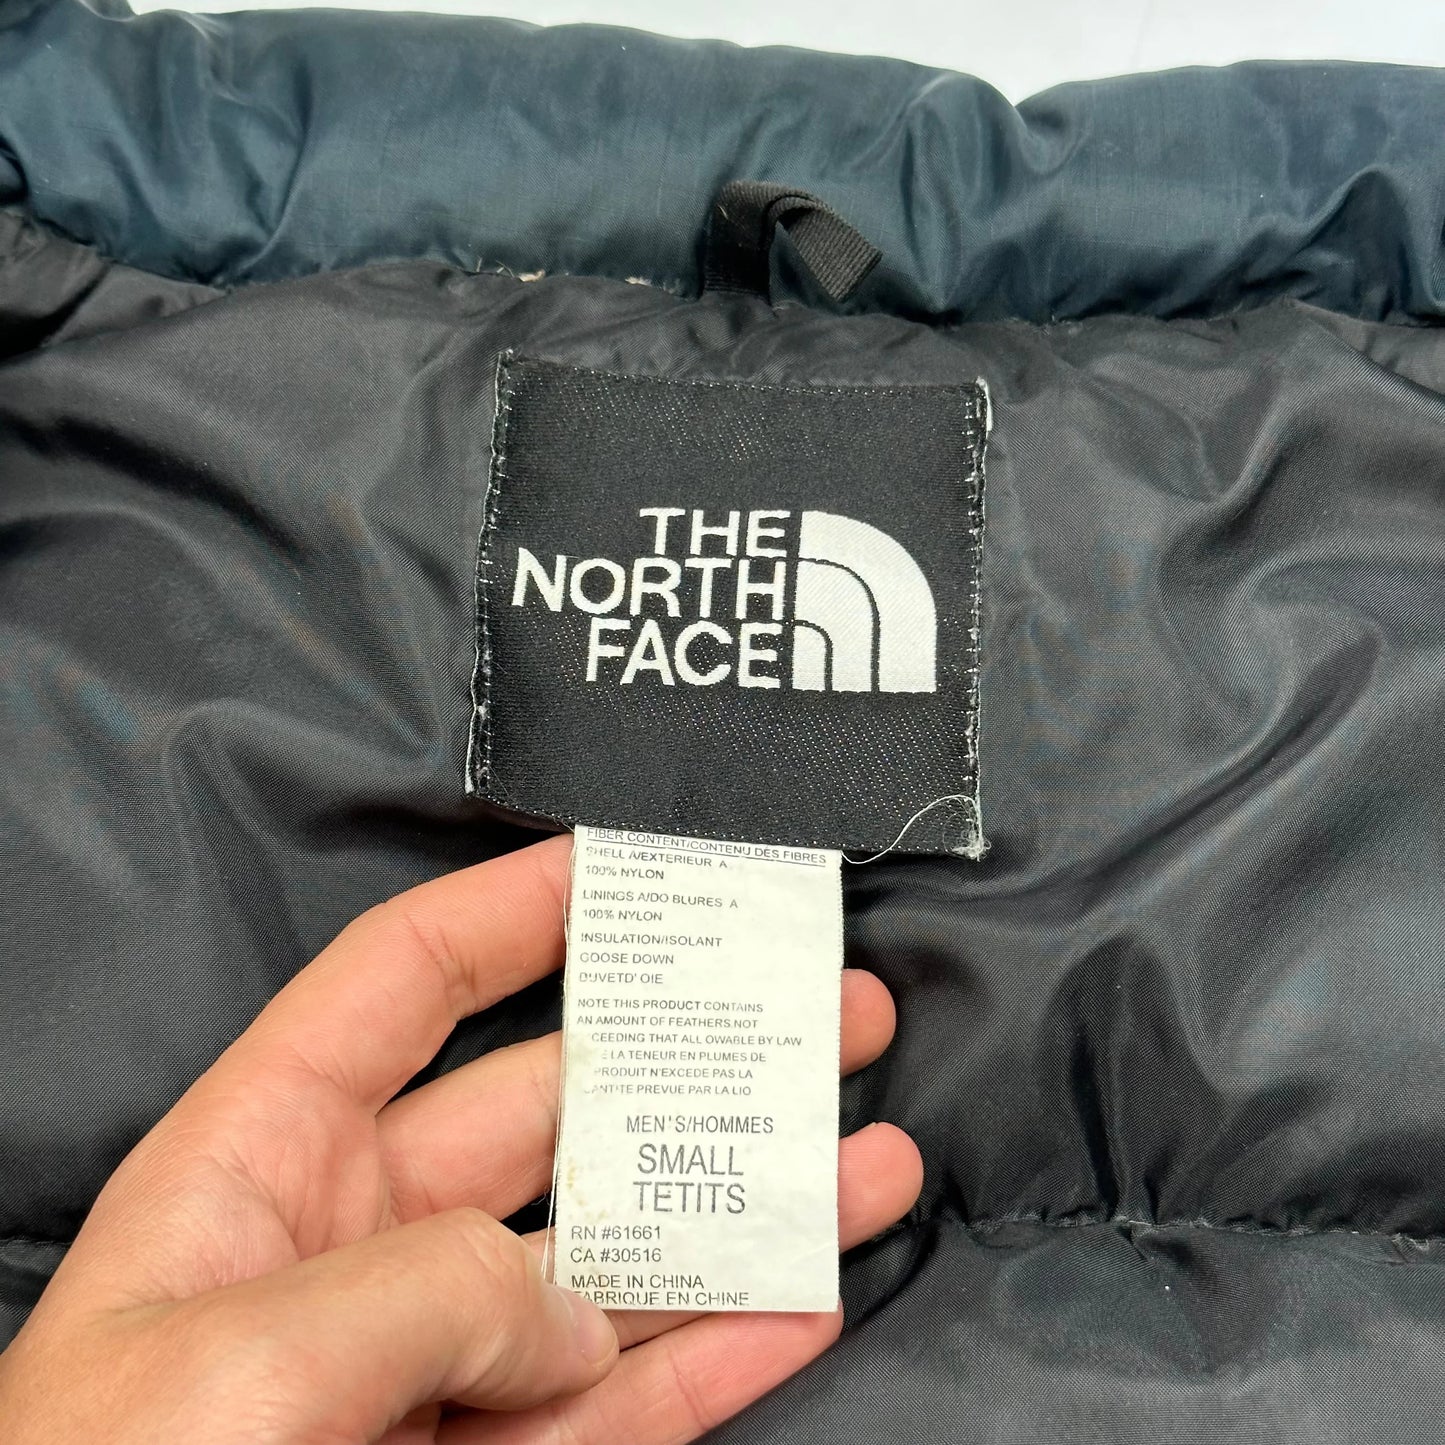 THE
NORTH
FACE
FIBER CONTENT/CONTENU DES FIBRES
SHELL /VEXTERIEUR A
100% NYLON
LININGS A/DO BLURES A
100% NYLON
INSULATION/ISOLANT
GOOSE DOWN
DUVETD' OIE
NOTE THIS PRODUCT CONTAINS
AN AMOUNT OF FEATHERS.NOT
CEEDING THAT ALL OWABLE BY LAW
LA TENEUR EN PLUMES DE
PRODUIT N'EXCEDE PAS LA
ANTITE PREVUE PAR LA LIO
MEN'S/HOMMES
SMALL
TETITS
RN #61661
CA #30516
MADE IN CHINA
FABRIQUE EN CHINE